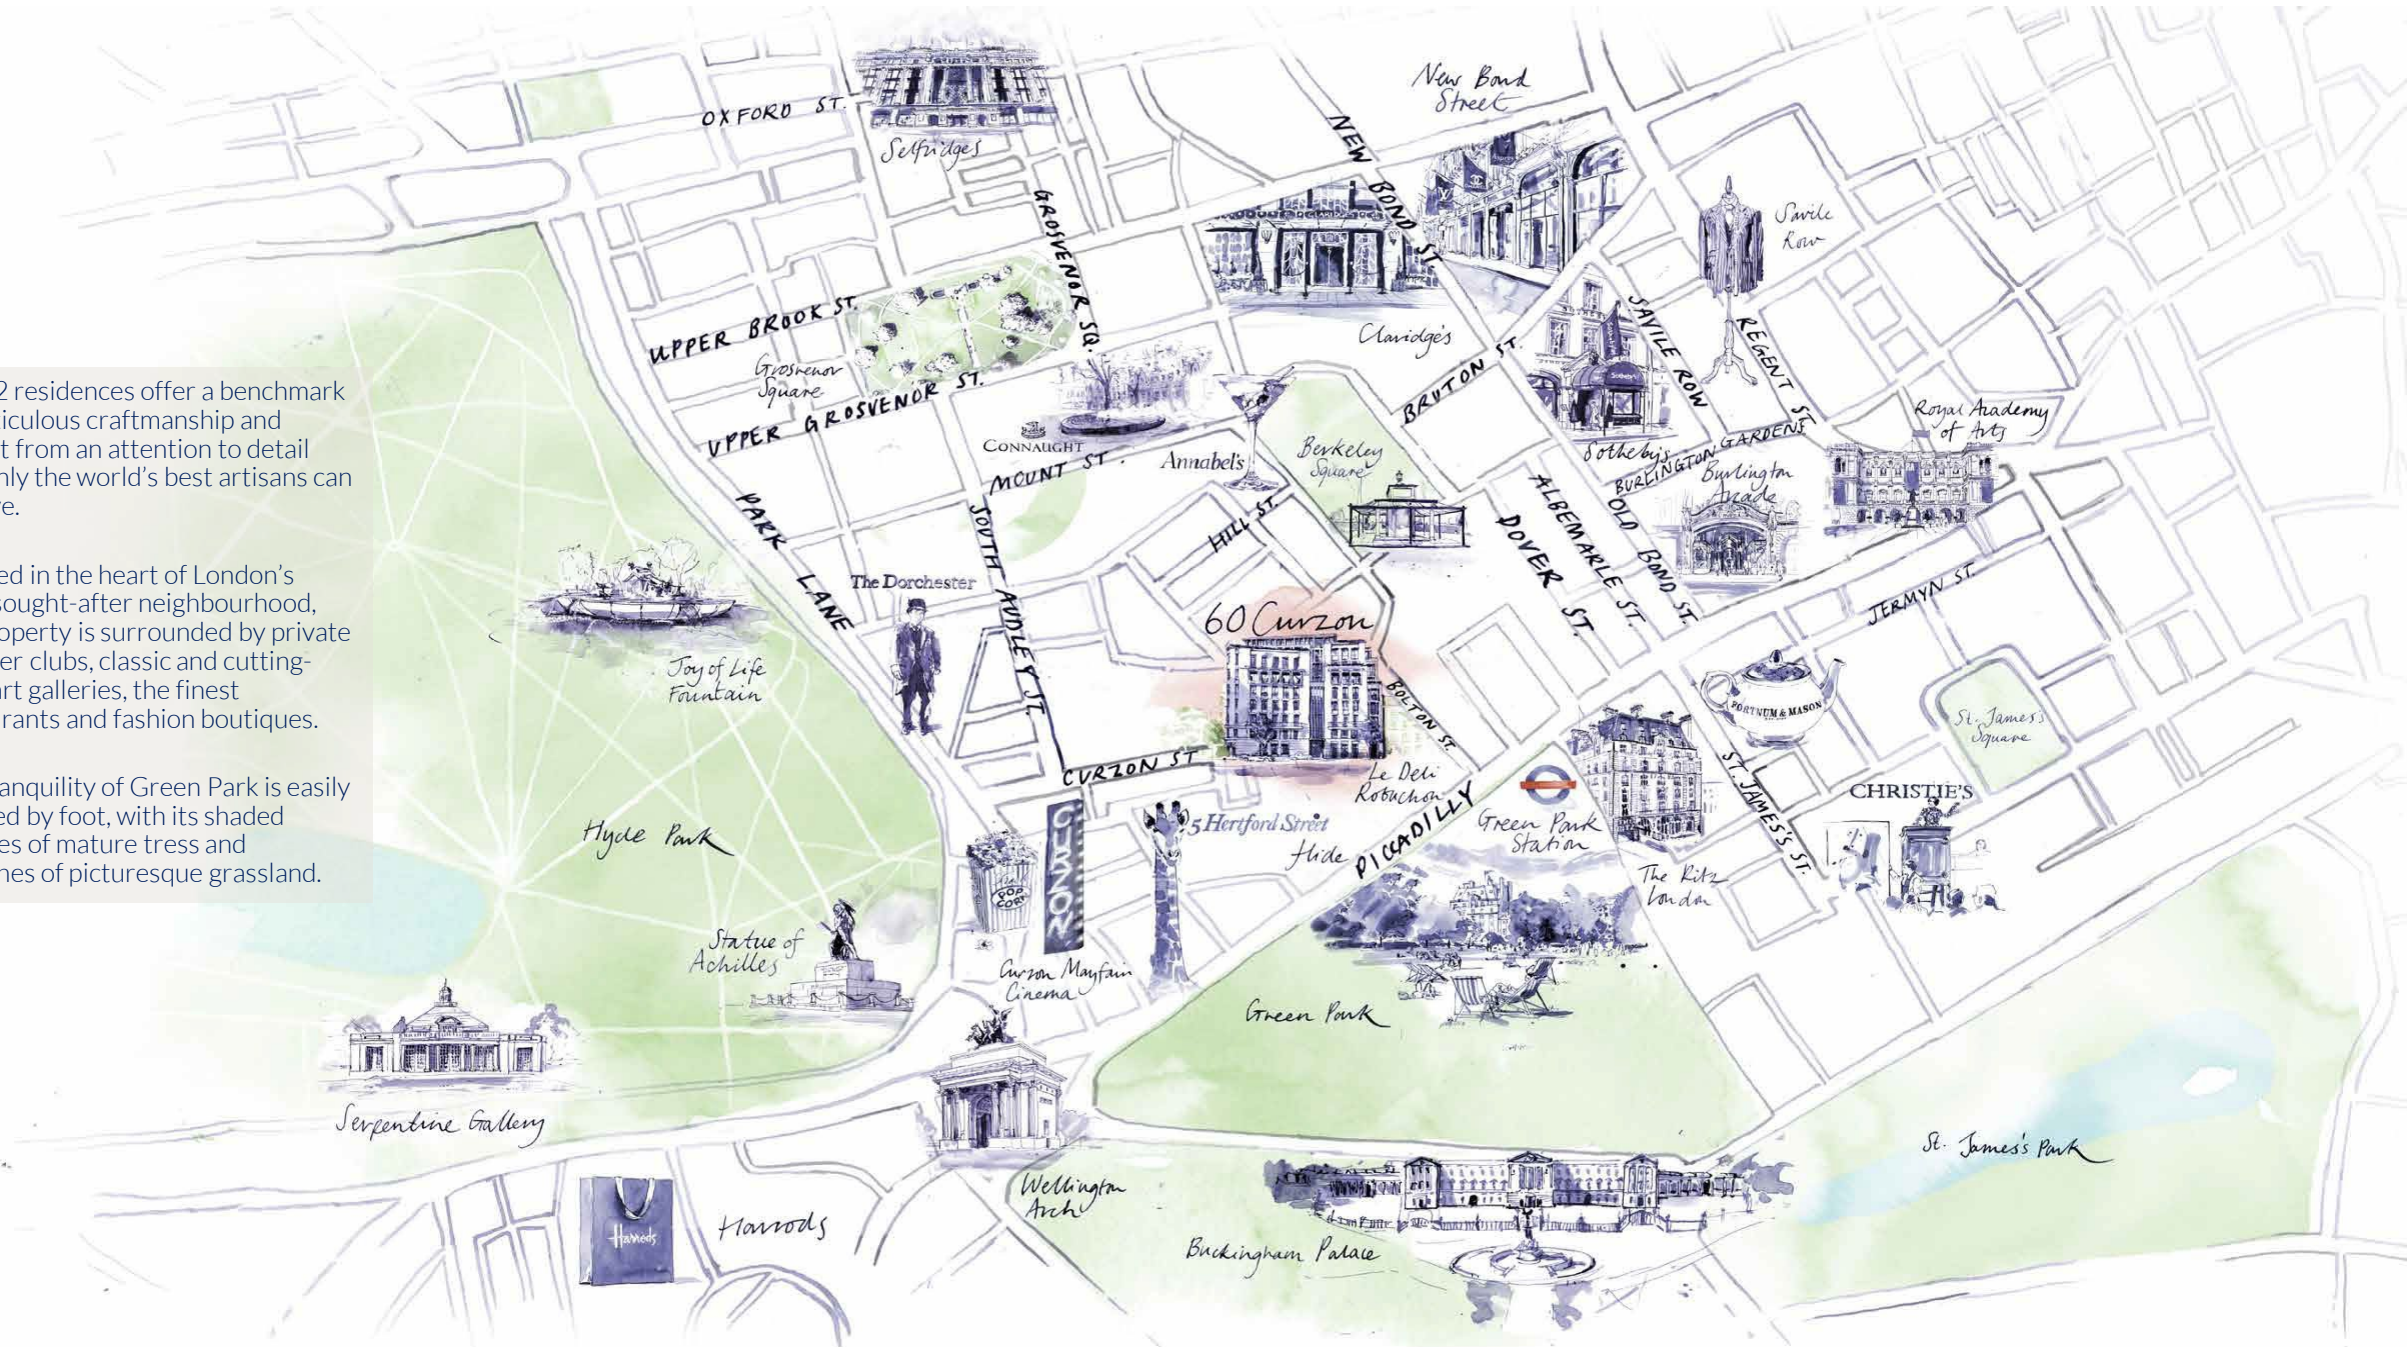 2 residences offer a benchmark
iculous craftmanship and
t from an attention to detail
nly the world's best artisans can
e.
ed in the heart of London's
sought-after neighbourhood,
operty is surrounded by private
er clubs, classic and cutting-
art galleries, the finest
rants and fashion boutiques.
anquility of Green Park is easily
ed by foot, with its shaded
es of mature tress and
hes of picturesque grassland.
OXFORD ST.
Selfridges
New Bond
Street
NEW BOND ST.
GROSVENOR SQ.
Savile
Row
UPPER BROOK ST.
Grosvenor
Square
UPPER GROSVENOR ST.
Claridge's
BRUTON ST.
SAVILE ROW
REGENT ST.
Sotheby's
Sotheby's
BURLINGTON GARDENS
Burlington
Arcade
Royal Academy
of Arts
CONNAUGHT
MOUNT ST.
Annabel's
Berkeley
Square
HILL ST.
PARK LANE
SOUTH AUDLEY ST.
The Dorchester
DOVER ST.
ALBEMARLE ST.
OLD BOND ST.
JERMYN ST.
Joy of Life
Fountain
60 Curzon
BOLTON ST.
FORTNUM & MASON
St. James's
Square
CURZON ST
Le Deli
Robuchon
5 Hertford Street
Hide
PICCADILLY
Green Park
Station
The Ritz
London
ST. JAMES'S ST.
CHRISTIE'S
Hyde Park
POP
CORN
CURZON
Curzon Mayfair
Cinema
Statue of
Achilles
Green Park
Serpentine Gallery
Wellington
Arch
Harrods
Harrods
Buckingham Palace
St. James's Park